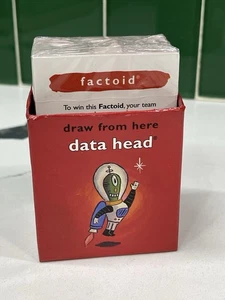 factoid®
To win this Factoid, your team
draw from here
data head®